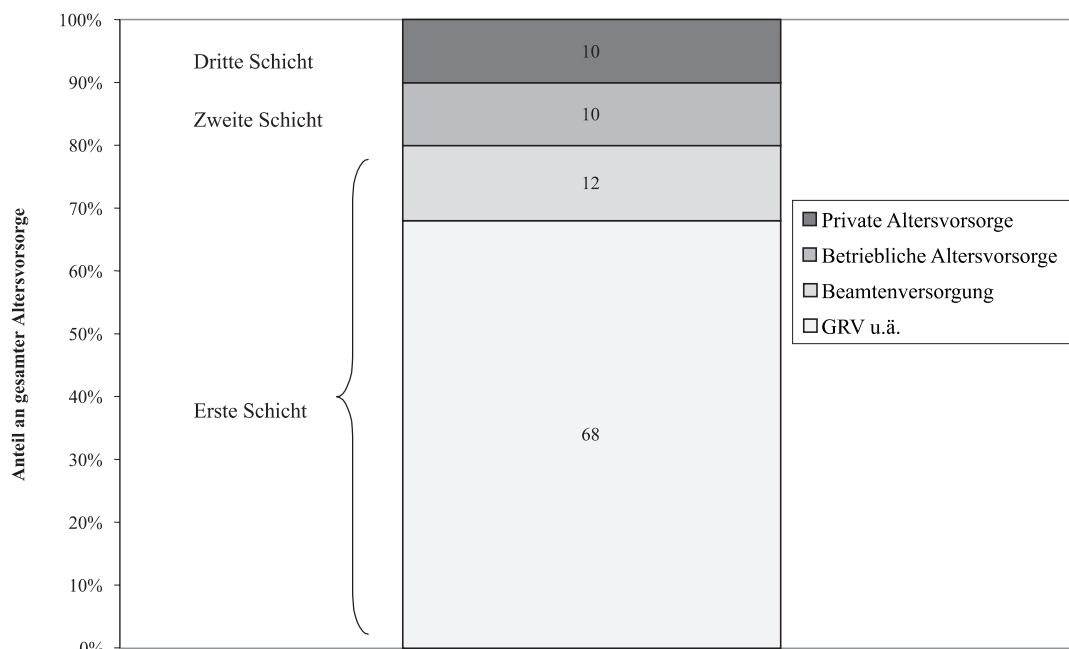 100%
90%
80%
70%
60%
50%
40%
30%
20%
10%
0%
Anteil an gesamter Altersvorsorge
Dritte Schicht
Zweite Schicht
Erste Schicht
10
10
12
68
Private Altersvorsorge
Betriebliche Altersvorsorge
Beamtenversorgung
GRV u.ä.